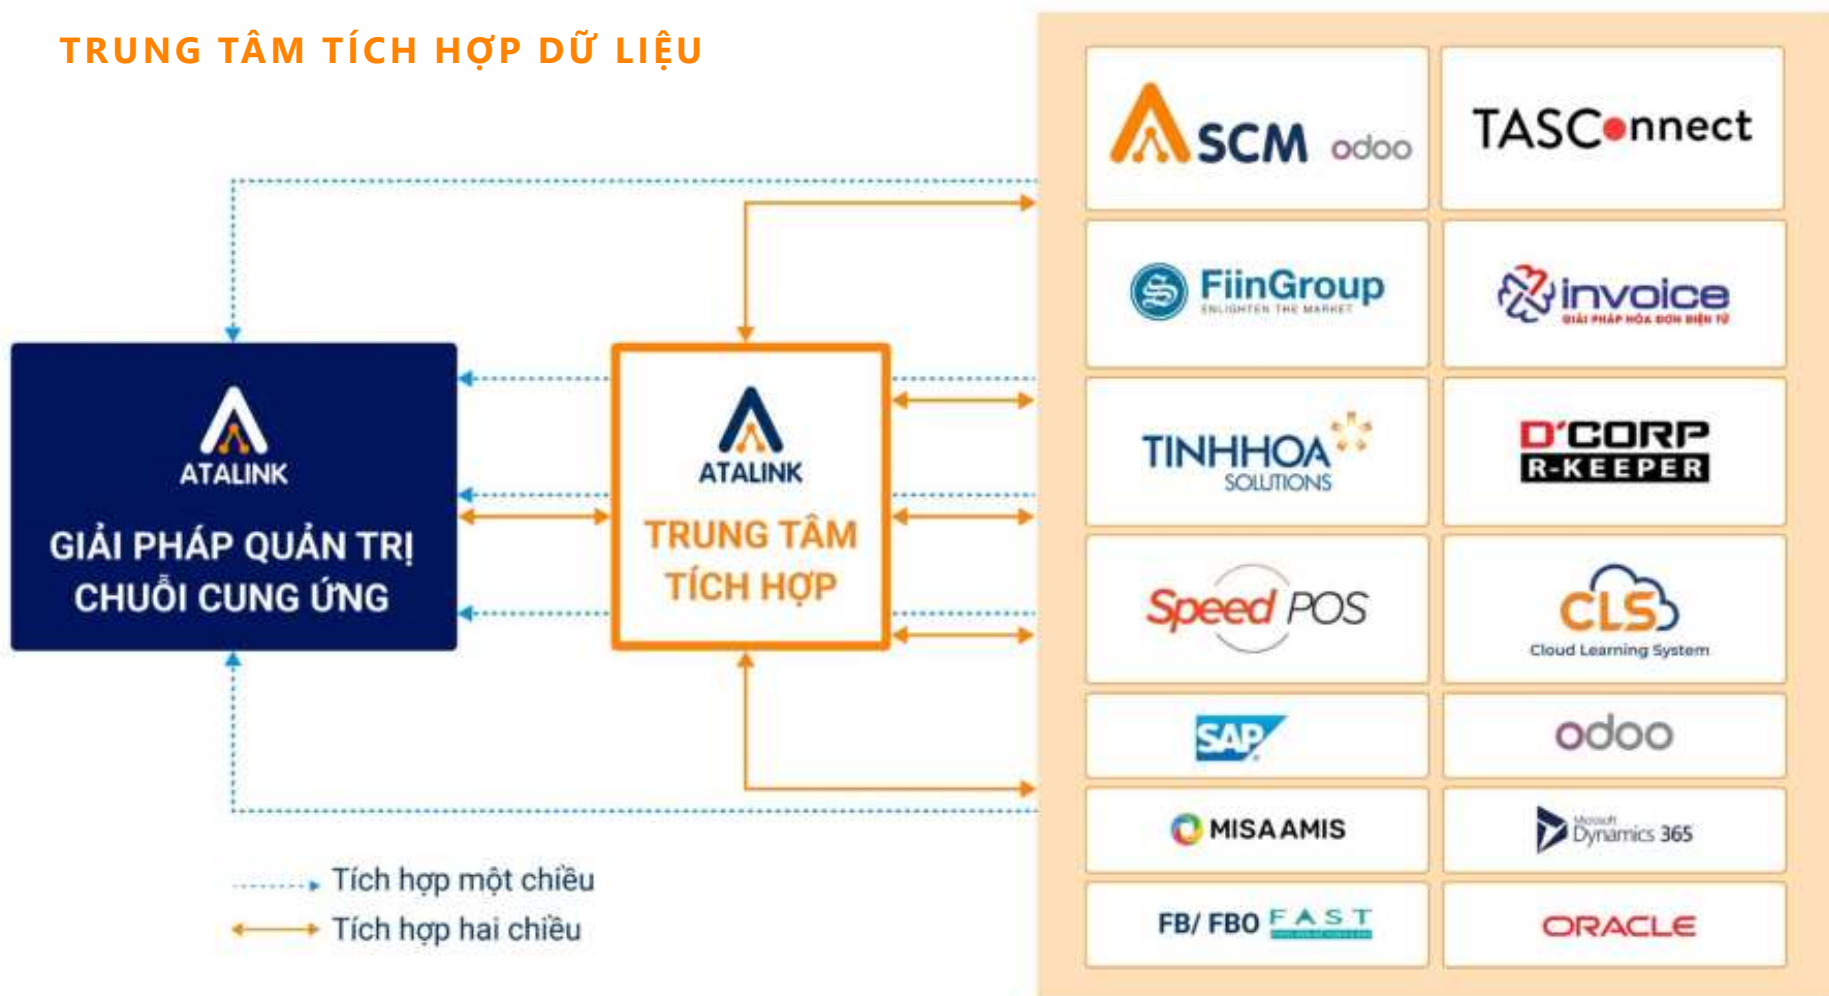 TRUNG TÂM TÍCH HỢP DỮ LIỆU
ATALINK
GIẢI PHÁP QUẢN TRỊ
CHUỖI CUNG ỨNG
ATALINK
TRUNG TÂM
TÍCH HỢP
Tích hợp một chiều
Tích hợp hai chiều
SCM odoo
TASConnect
FiinGroup
ENLIGHTEN THE MARKET
invoice
GIẢI PHÁP HÓA ĐƠN ĐIỆN TỬ
TINHHOA
SOLUTIONS
D'CORP
R-KEEPER
Speed POS
CLS
Cloud Learning System
SAP
odoo
MISA AMIS
Microsoft
Dynamics 365
FB/ FBO FAST
ORACLE